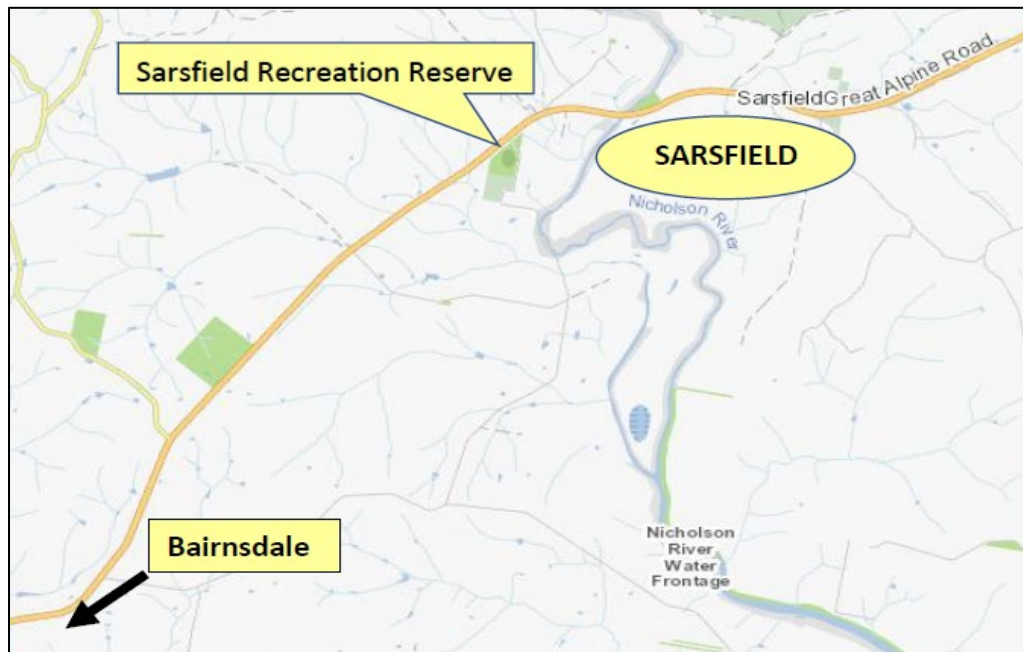 Sarsfield Recreation Reserve
SarsfieldGreat Alpine Road
SARSFIELD
Nicholson River
Bairnsdale
Nicholson
River
Water
Frontage